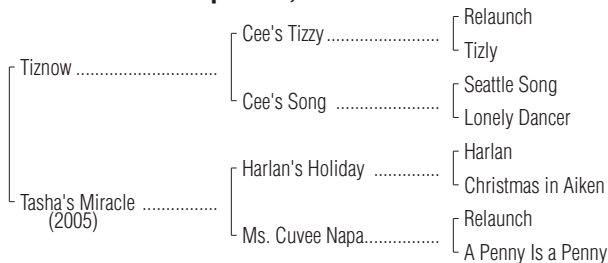 Relaunch
Cee's Tizzy
Tizly
Tiznow
Seattle Song
Cee's Song
Lonely Dancer
Harlan
Harlan's Holiday
Christmas in Aiken
Tasha's Miracle
(2005)
Relaunch
Ms. Cuvee Napa
A Penny Is a Penny